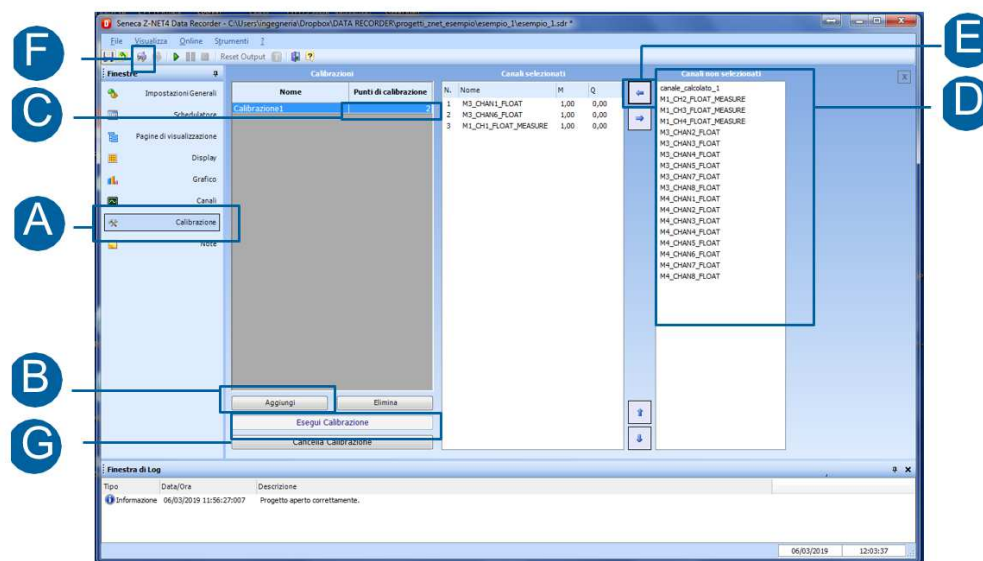 F
C
A
B
G
E
D
Seneca Z-NET4 Data Recorder - C:\Users\ingegneria\Dropbox\DATA RECORDER\progetti_znet_esempio\esempio_1\esempio_1.sdr *
File Visualizza Online Strumenti ?
Reset Output
Finestre
Impostazioni Generali
Schedulatore
Pagine di visualizzazione
Display
Grafico
Canali
Calibrazione
Note
Calibrazioni
Nome Punti di calibrazione
Calibrazione1 2
Aggiungi Elimina
Esegui Calibrazione
Cancella Calibrazione
Canali selezionati
N. Nome M Q
1 M3_CHAN1_FLOAT 1,00 0,00
2 M3_CHAN6_FLOAT 1,00 0,00
3 M1_CH1_FLOAT_MEASURE 1,00 0,00
Canali non selezionati
canale_calcolato_1
M1_CH2_FLOAT_MEASURE
M1_CH3_FLOAT_MEASURE
M1_CH4_FLOAT_MEASURE
M3_CHAN2_FLOAT
M3_CHAN3_FLOAT
M3_CHAN4_FLOAT
M3_CHAN5_FLOAT
M3_CHAN7_FLOAT
M3_CHAN8_FLOAT
M4_CHAN1_FLOAT
M4_CHAN2_FLOAT
M4_CHAN3_FLOAT
M4_CHAN4_FLOAT
M4_CHAN5_FLOAT
M4_CHAN6_FLOAT
M4_CHAN7_FLOAT
M4_CHAN8_FLOAT
Finestra di Log
Tipo Data/Ora Descrizione
Informazione 06/03/2019 11:56:27:007 Progetto aperto correttamente.
06/03/2019 12:03:37